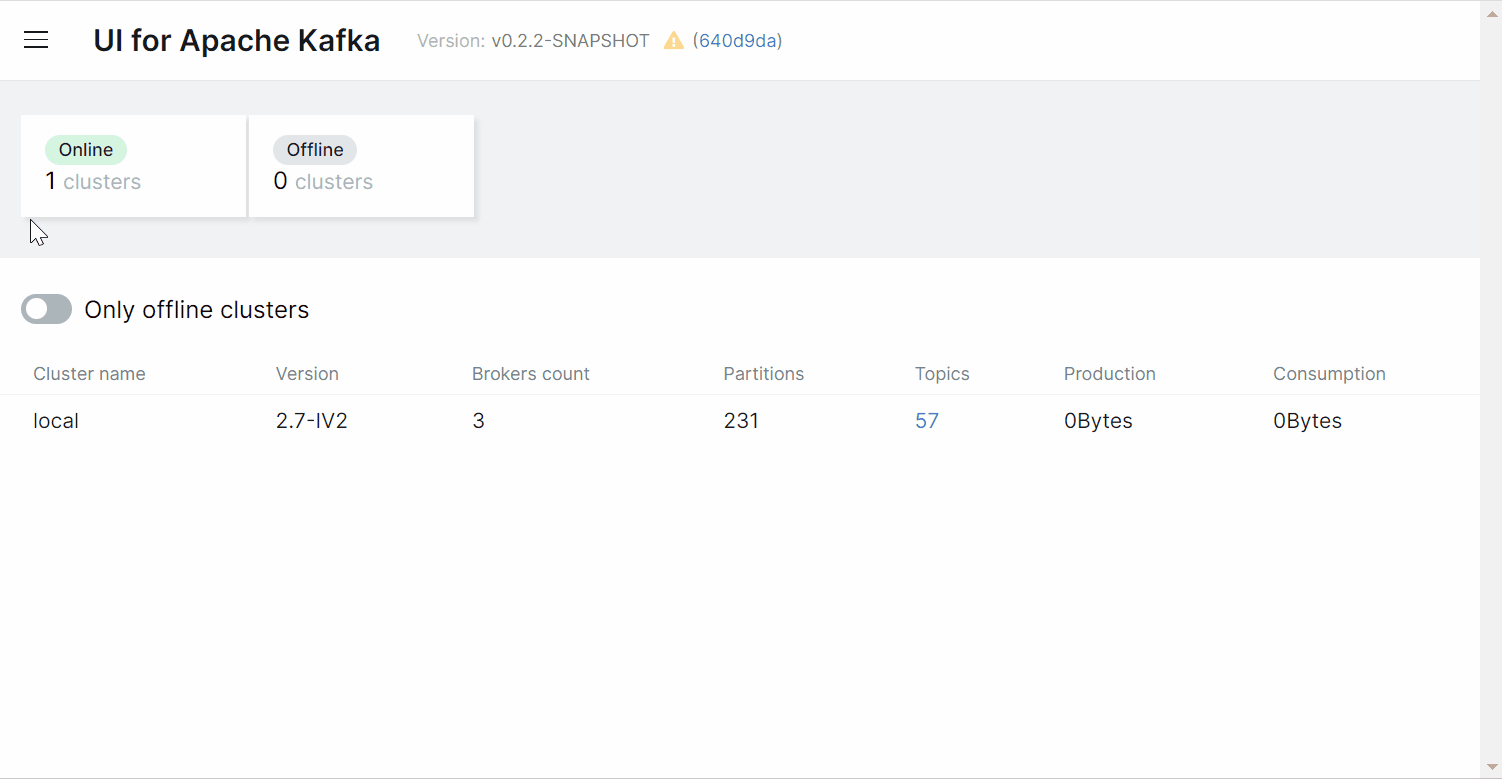 UI for Apache Kafka Version: v0.2.2-SNAPSHOT (640d9da)
Online Offline
1 clusters 0 clusters
Only offline clusters
Cluster name Version Brokers count Partitions Topics Production Consumption
local 2.7-IV2 3 231 57 0Bytes 0Bytes